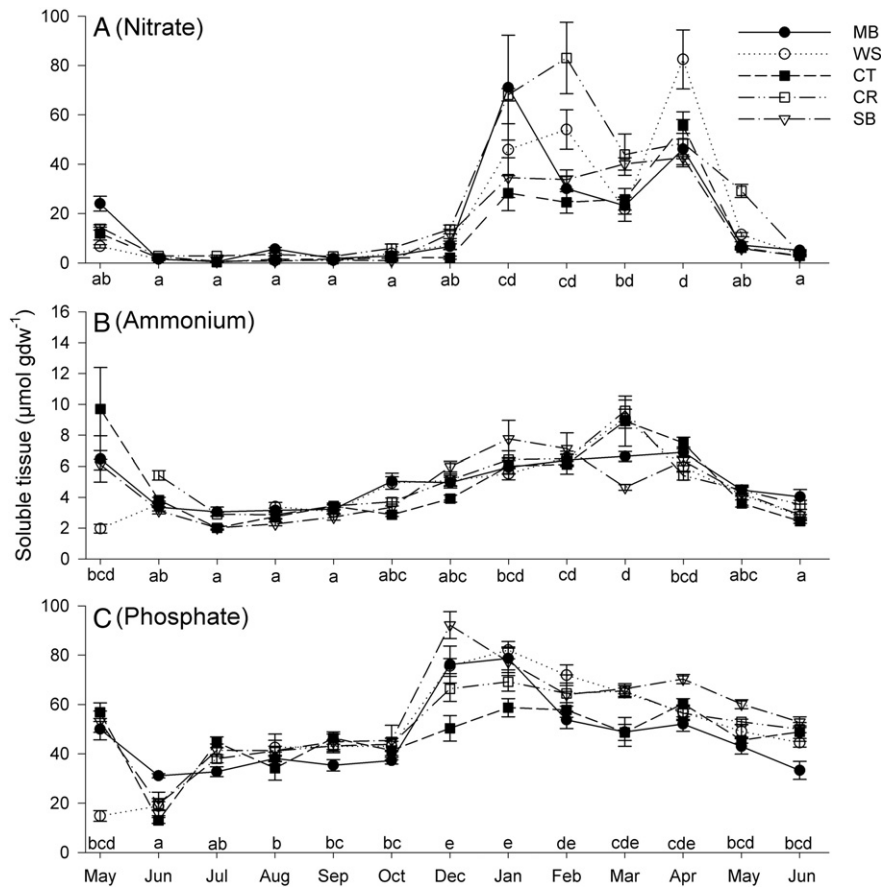 A (Nitrate)
MB
WS
CT
CR
SB
100
80
60
40
20
0
ab a a a a a ab cd cd bd d ab a
B (Ammonium)
16
14
12
10
8
6
4
2
0
Soluble tissue (μmol gdw⁻¹)
bcd ab a a a abc abc bcd cd d bcd abc a
C (Phosphate)
100
80
60
40
20
0
bcd a ab b bc bc e e de cde cde bcd bcd
May Jun Jul Aug Sep Oct Dec Jan Feb Mar Apr May Jun